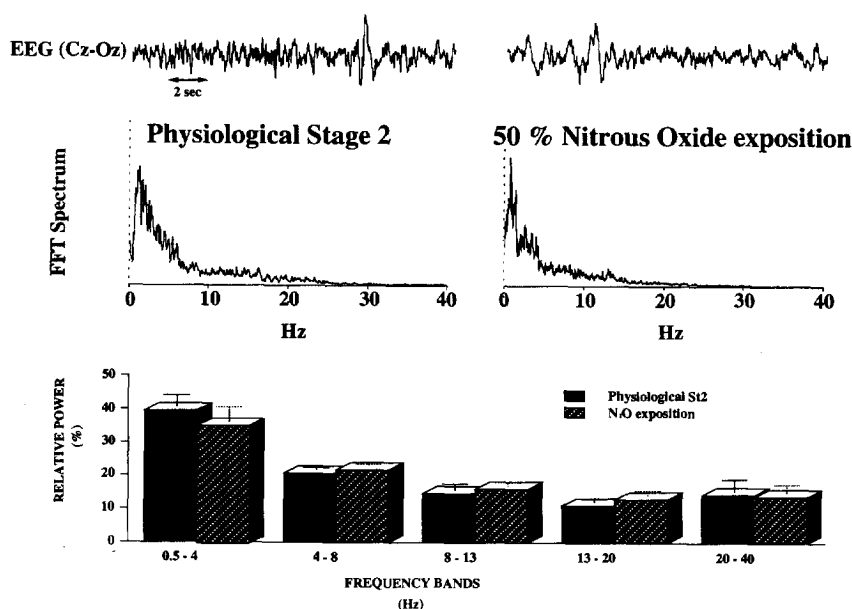 EEG (Cz-Oz)
2 sec
Physiological Stage 2
50 % Nitrous Oxide exposition
FFT Spectrum
0 10 20 30 40
Hz
0 10 20 30 40
Hz
RELATIVE POWER
(%)
50
40
30
20
10
0
Physiological St2
N₂O exposition
0.5 - 4
4 - 8
8 - 13
13 - 20
20 - 40
FREQUENCY BANDS
(Hz)